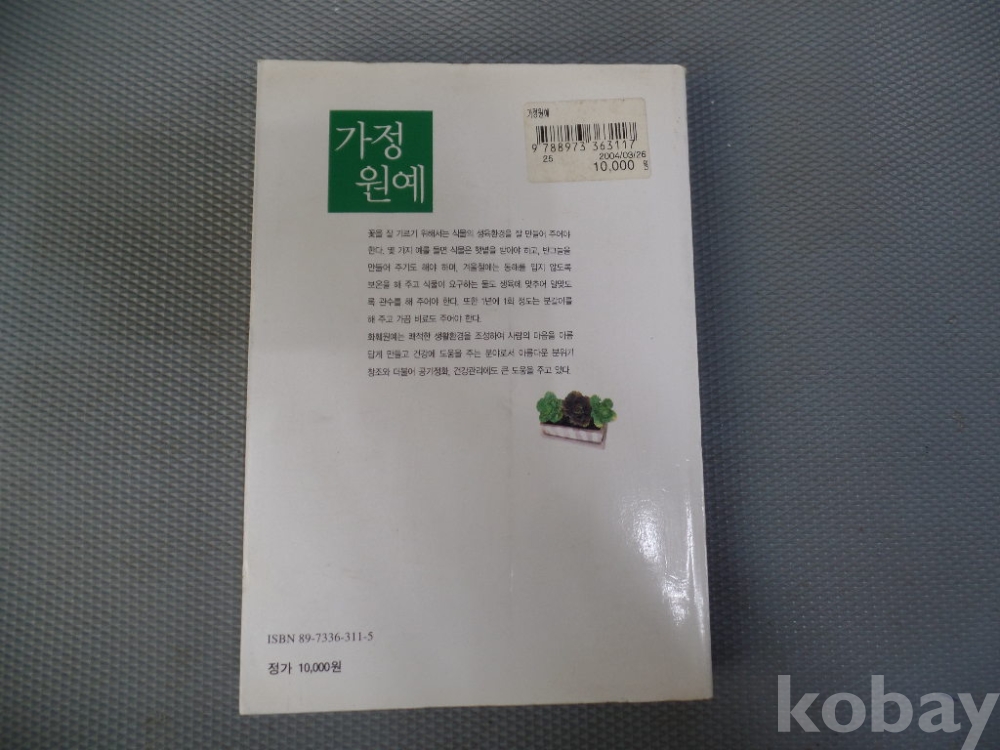 가정
원예
가정원예
9 788973 363117
25 2004/03/26
10,000 원
꽃을 잘 기르기 위해서는 식물의 생육환경을 잘 만들어 주어야
한다. 몇 가지 예를 들면 식물은 햇볕을 받아야 하고, 반그늘을
만들어 주기도 해야 하며, 겨울철에는 동해를 입지 않도록
보온을 해 주고 식물이 요구하는 물도 생육에 맞추어 알맞도
록 관수를 해 주어야 한다. 또한 1년에 1회 정도는 분갈이를
해 주고 가끔 비료도 주어야 한다.
화훼원예는 쾌적한 생활환경을 조성하여 사람의 마음을 아름
답게 만들고 건강에 도움을 주는 분야로서 아름다운 분위기
창조와 더불어 공기정화, 건강관리에도 큰 도움을 주고 있다.
ISBN 89-7336-311-5
정가 10,000원
kobay